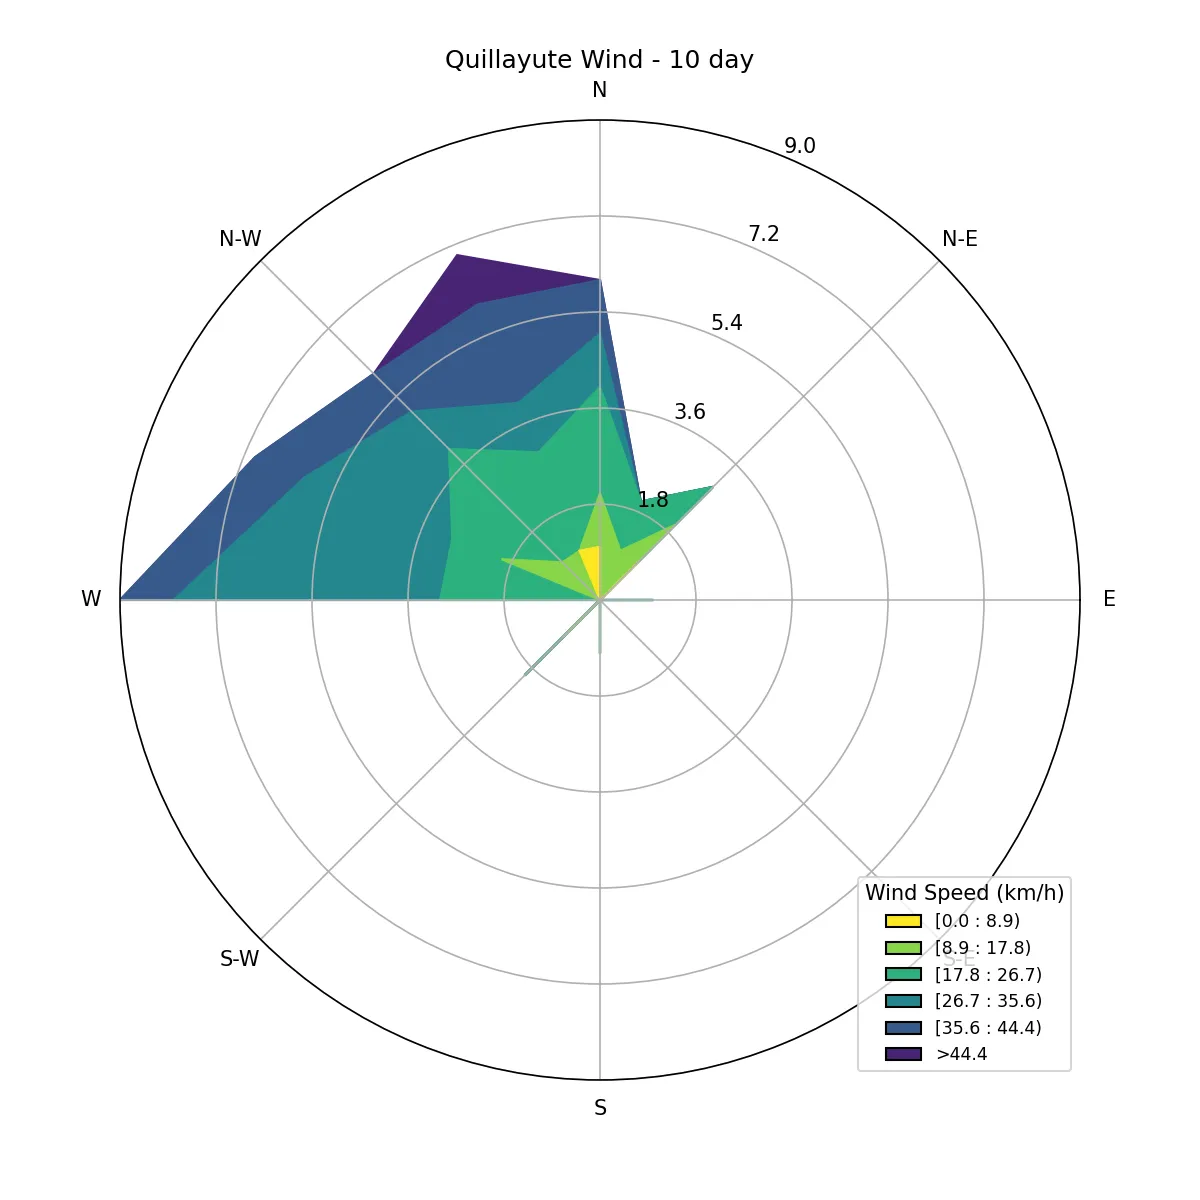 Quillayute Wind - 10 day
N
9.0
N-W
7.2
N-E
5.4
3.6
1.8
W
E
Wind Speed (km/h)
[0.0 : 8.9)
[8.9 : 17.8)
S-W
S-E
[17.8 : 26.7)
[26.7 : 35.6)
[35.6 : 44.4)
>44.4
S